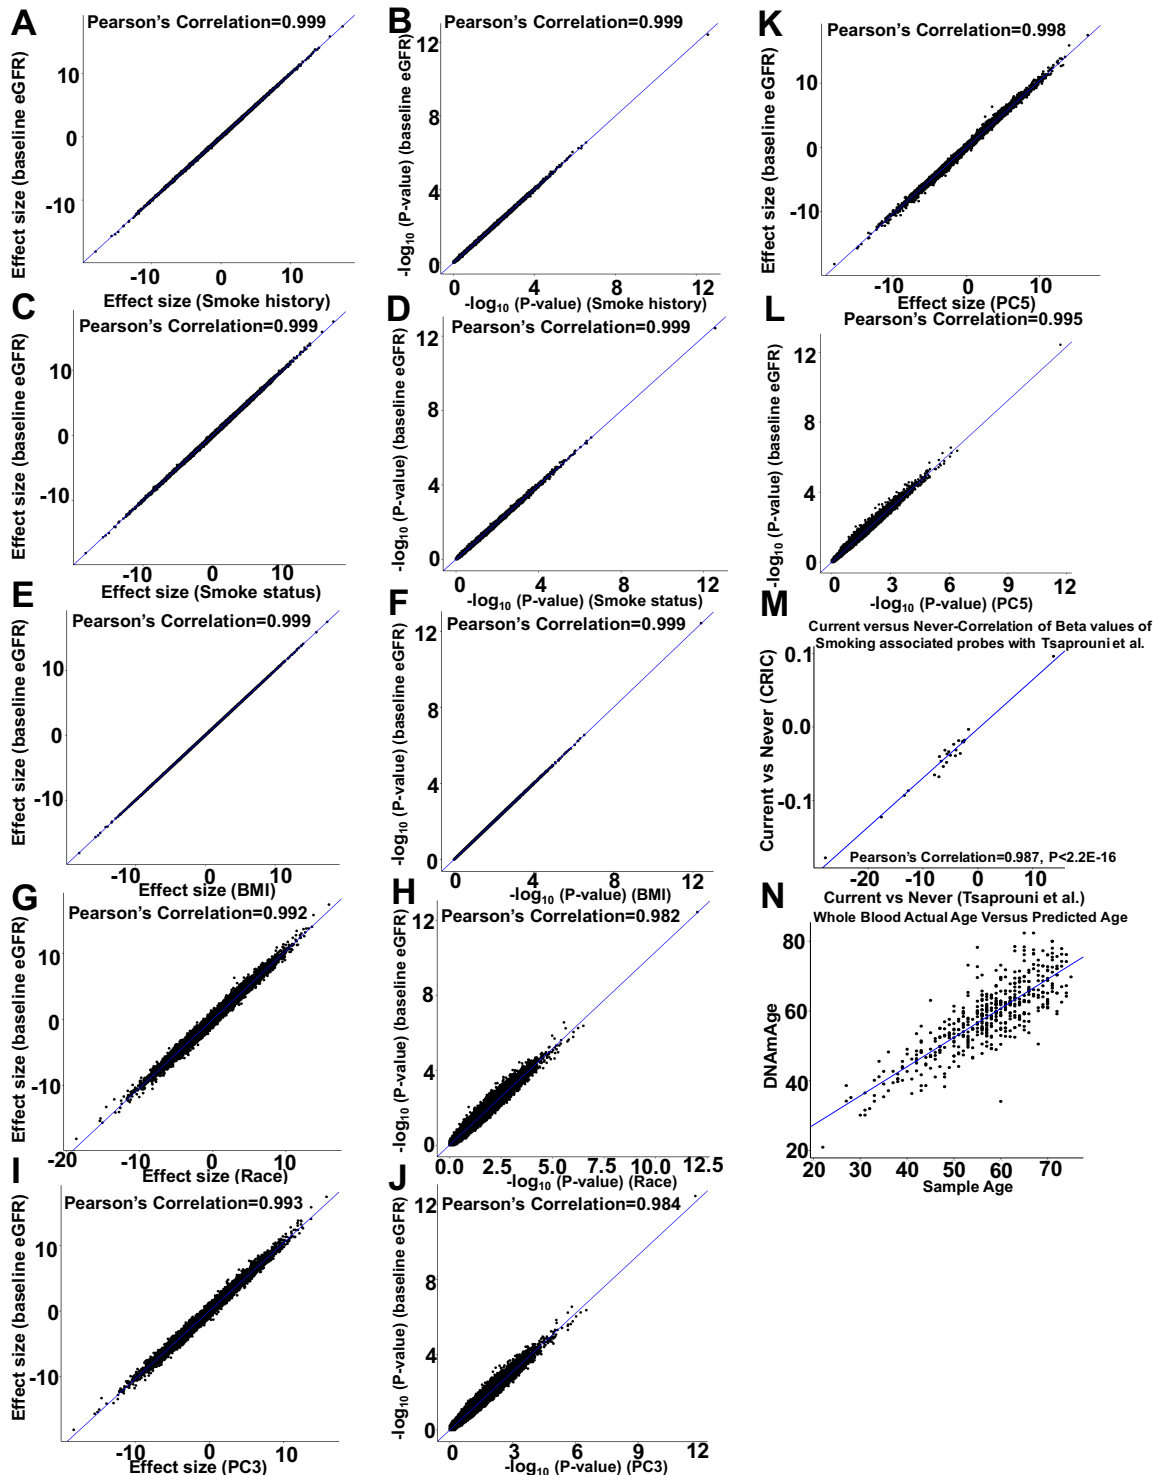 A
Pearson's Correlation=0.999
Effect size (baseline eGFR)
10
0
-10
-10 0 10
Effect size (Smoke history)
B
Pearson's Correlation=0.999
-log10 (P-value) (baseline eGFR)
12
8
4
0
0 4 8 12
-log10 (P-value) (Smoke history)
K
Pearson's Correlation=0.998
Effect size (baseline eGFR)
10
0
-10
-10 0 10
Effect size (PC5)
C
Pearson's Correlation=0.999
Effect size (baseline eGFR)
10
0
-10
-10 0 10
Effect size (Smoke status)
D
Pearson's Correlation=0.999
-log10 (P-value) (baseline eGFR)
12
8
4
0
0 4 8 12
-log10 (P-value) (Smoke status)
L
Pearson's Correlation=0.995
-log10 (P-value) (baseline eGFR)
12
8
4
0
0 3 6 9 12
-log10 (P-value) (PC5)
E
Pearson's Correlation=0.999
Effect size (baseline eGFR)
10
0
-10
-10 0 10
Effect size (BMI)
F
Pearson's Correlation=0.999
-log10 (P-value) (baseline eGFR)
12
8
4
0
0 4 8 12
-log10 (P-value) (BMI)
M
Current versus Never-Correlation of Beta values of
Smoking associated probes with Tsaprouni et al.
Current vs Never (CRIC)
0.1
0.0
-0.1
Pearson's Correlation=0.987, P<2.2E-16
-20 -10 0 10
Current vs Never (Tsaprouni et al.)
G
Pearson's Correlation=0.992
Effect size (baseline eGFR)
10
0
-10
-20 -10 0 10
Effect size (Race)
H
Pearson's Correlation=0.982
-log10 (P-value) (baseline eGFR)
12
8
4
0
0.0 2.5 5.0 7.5 10.0 12.5
-log10 (P-value) (Race)
N
Whole Blood Actual Age Versus Predicted Age
DNAmAge
80
60
40
20
20 30 40 50 60 70
Sample Age
I
Pearson's Correlation=0.993
Effect size (baseline eGFR)
10
0
-10
-10 0 10
Effect size (PC3)
J
Pearson's Correlation=0.984
-log10 (P-value) (baseline eGFR)
12
8
4
0
0 3 6 9 12
-log10 (P-value) (PC3)